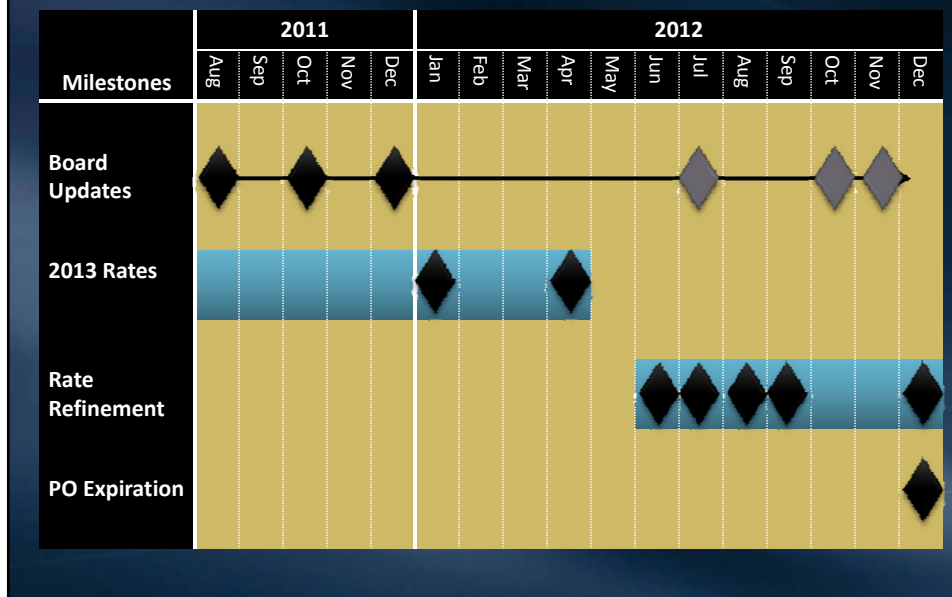 2011 2012
Milestones Aug Sep Oct Nov Dec Jan Feb Mar Apr May Jun Jul Aug Sep Oct Nov Dec
Board
Updates
2013 Rates
Rate
Refinement
PO Expiration